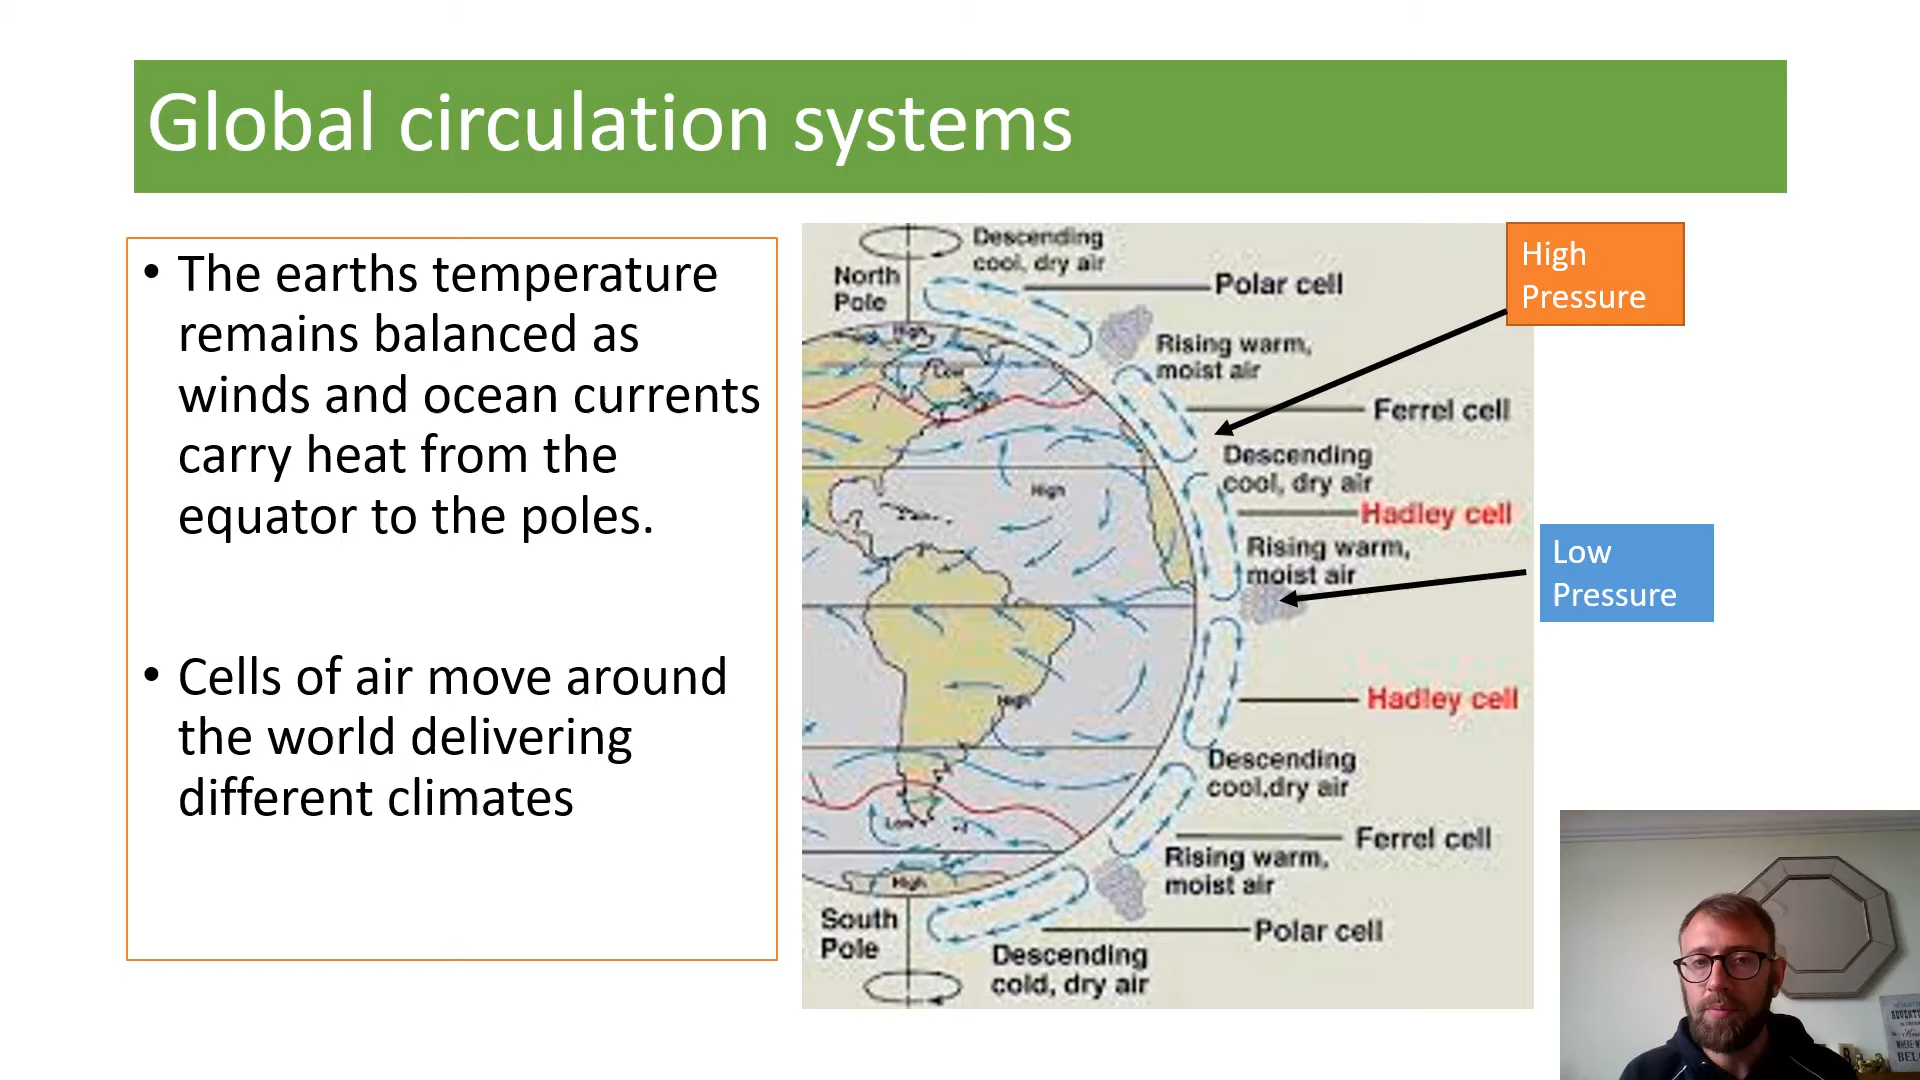 Global circulation systems
• The earths temperature
remains balanced as
winds and ocean currents
carry heat from the
equator to the poles.
• Cells of air move around
the world delivering
different climates
Descending
cool, dry air
North
Pole
Polar cell
High
Rising warm,
moist air
Low
Ferrel cell
Descending
cool, dry air
High
Hadley cell
Rising warm,
moist air
High
Hadley cell
Descending
cool,dry air
Low
Ferrel cell
Rising warm,
moist air
High
South
Pole
Polar cell
Descending
cold, dry air
High
Pressure
Low
Pressure
ADVENT
WHERE
BEL